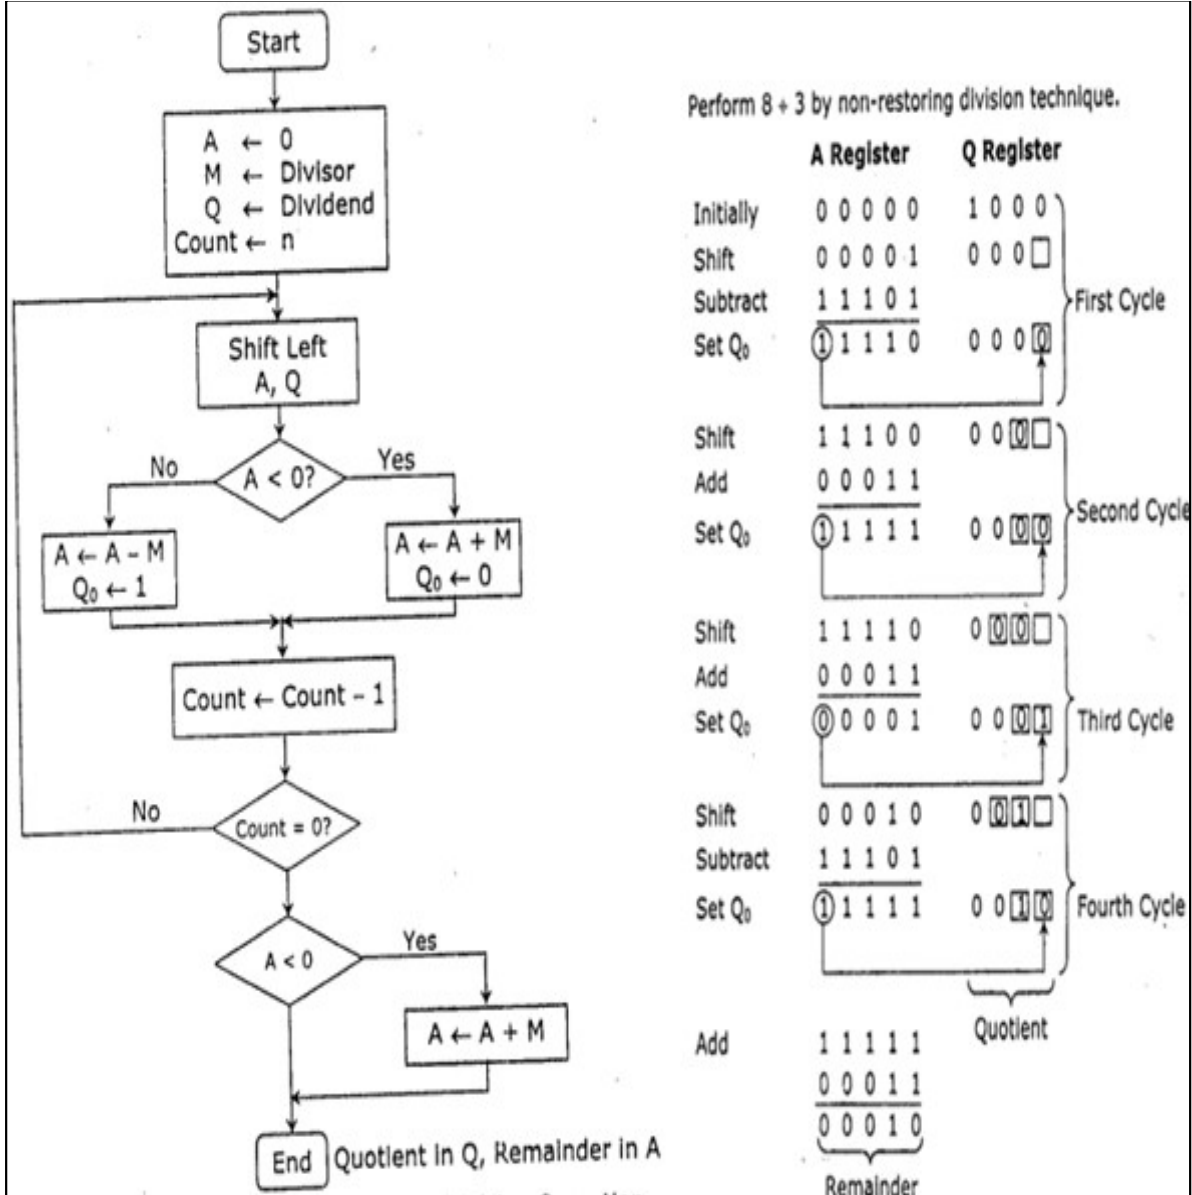 Start
A ← 0
M ← Divisor
Q ← Dividend
Count ← n
Shift Left
A, Q
A < 0?
No
Yes
A ← A – M
Q₀ ← 1
A ← A + M
Q₀ ← 0
Count ← Count – 1
Count = 0?
No
A < 0
Yes
A ← A + M
End
Quotient in Q, Remainder in A
Perform 8 ÷ 3 by non-restoring division technique.
A Register Q Register
Initially 0 0 0 0 0 1 0 0 0
Shift 0 0 0 0 1 0 0 0
Subtract 1 1 1 0 1
Set Q₀ 1 1 1 1 0 0 0 0 0
First Cycle
Shift 1 1 1 0 0 0 0 0
Add 0 0 0 1 1
Set Q₀ 1 1 1 1 1 0 0 0 0
Second Cycle
Shift 1 1 1 1 0 0 0 0
Add 0 0 0 1 1
Set Q₀ 0 0 0 0 1 0 0 0 1
Third Cycle
Shift 0 0 0 1 0 0 0 1
Subtract 1 1 1 0 1
Set Q₀ 1 1 1 1 1 0 0 1 0
Fourth Cycle
Quotient
Add 1 1 1 1 1
0 0 0 1 1
0 0 0 1 0
Remainder